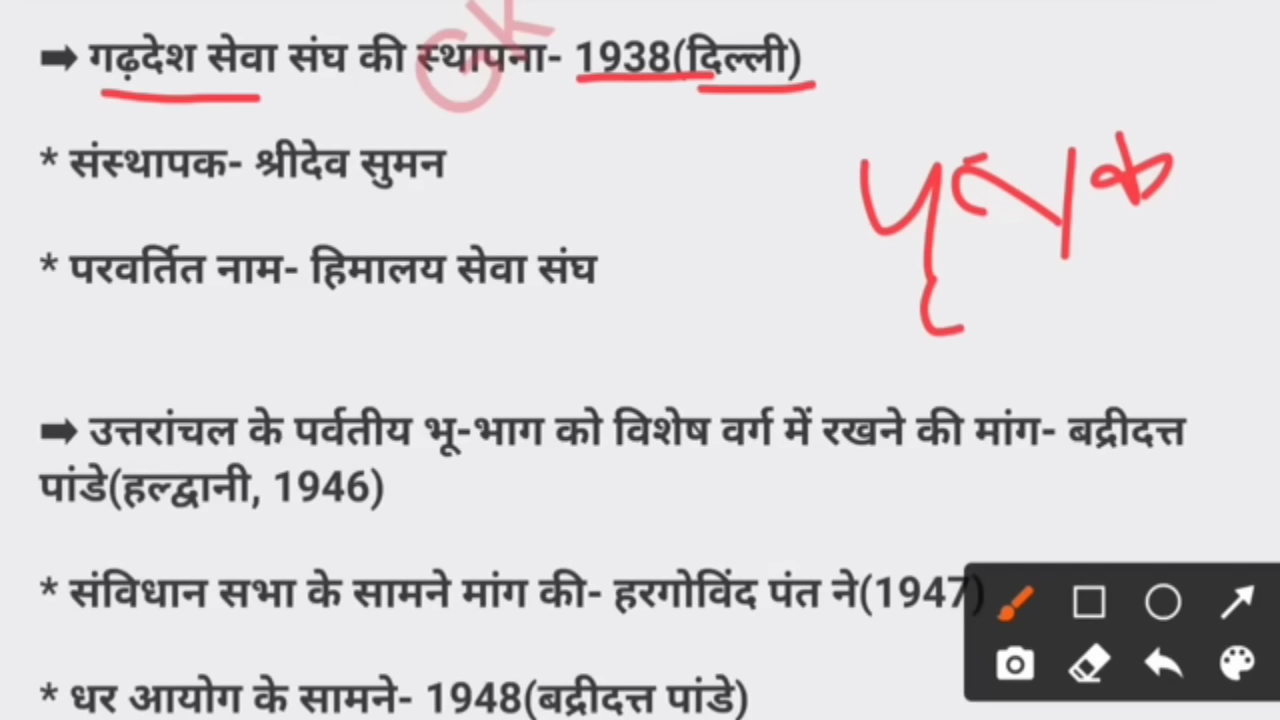 ➡ गढ़देश सेवा संघ की स्थापना- 1938(दिल्ली)
* संस्थापक- श्रीदेव सुमन
* परवर्तित नाम- हिमालय सेवा संघ
➡ उत्तरांचल के पर्वतीय भू-भाग को विशेष वर्ग में रखने की मांग- बद्रीदत्त
पांडे(हल्द्वानी, 1946)
* संविधान सभा के सामने मांग की- हरगोविंद पंत ने(1947)
* धर आयोग के सामने- 1948(बद्रीदत्त पांडे)
GK